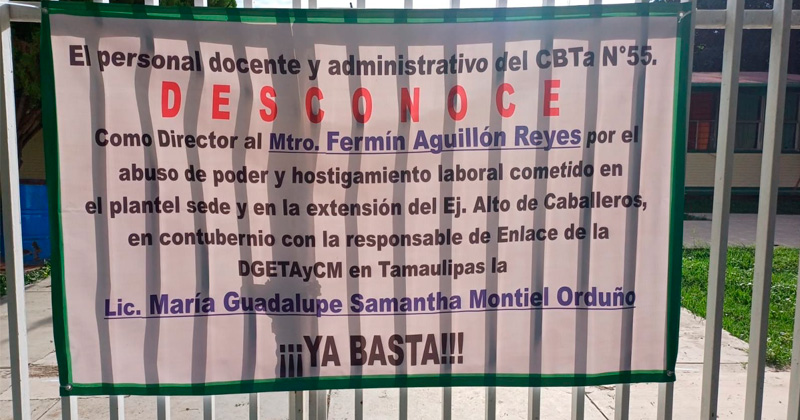 El personal docente y administrativo del CBTa N°55.
DESCONOCE
Como Director al Mtro. Fermín Aguillón Reyes por el
abuso de poder y hostigamiento laboral cometido en
el plantel sede y en la extensión del Ej. Alto de Caballeros,
en contubernio con la responsable de Enlace de la
DGETAyCM en Tamaulipas la
Lic. María Guadalupe Samantha Montiel Orduño
¡¡¡YA BASTA!!!